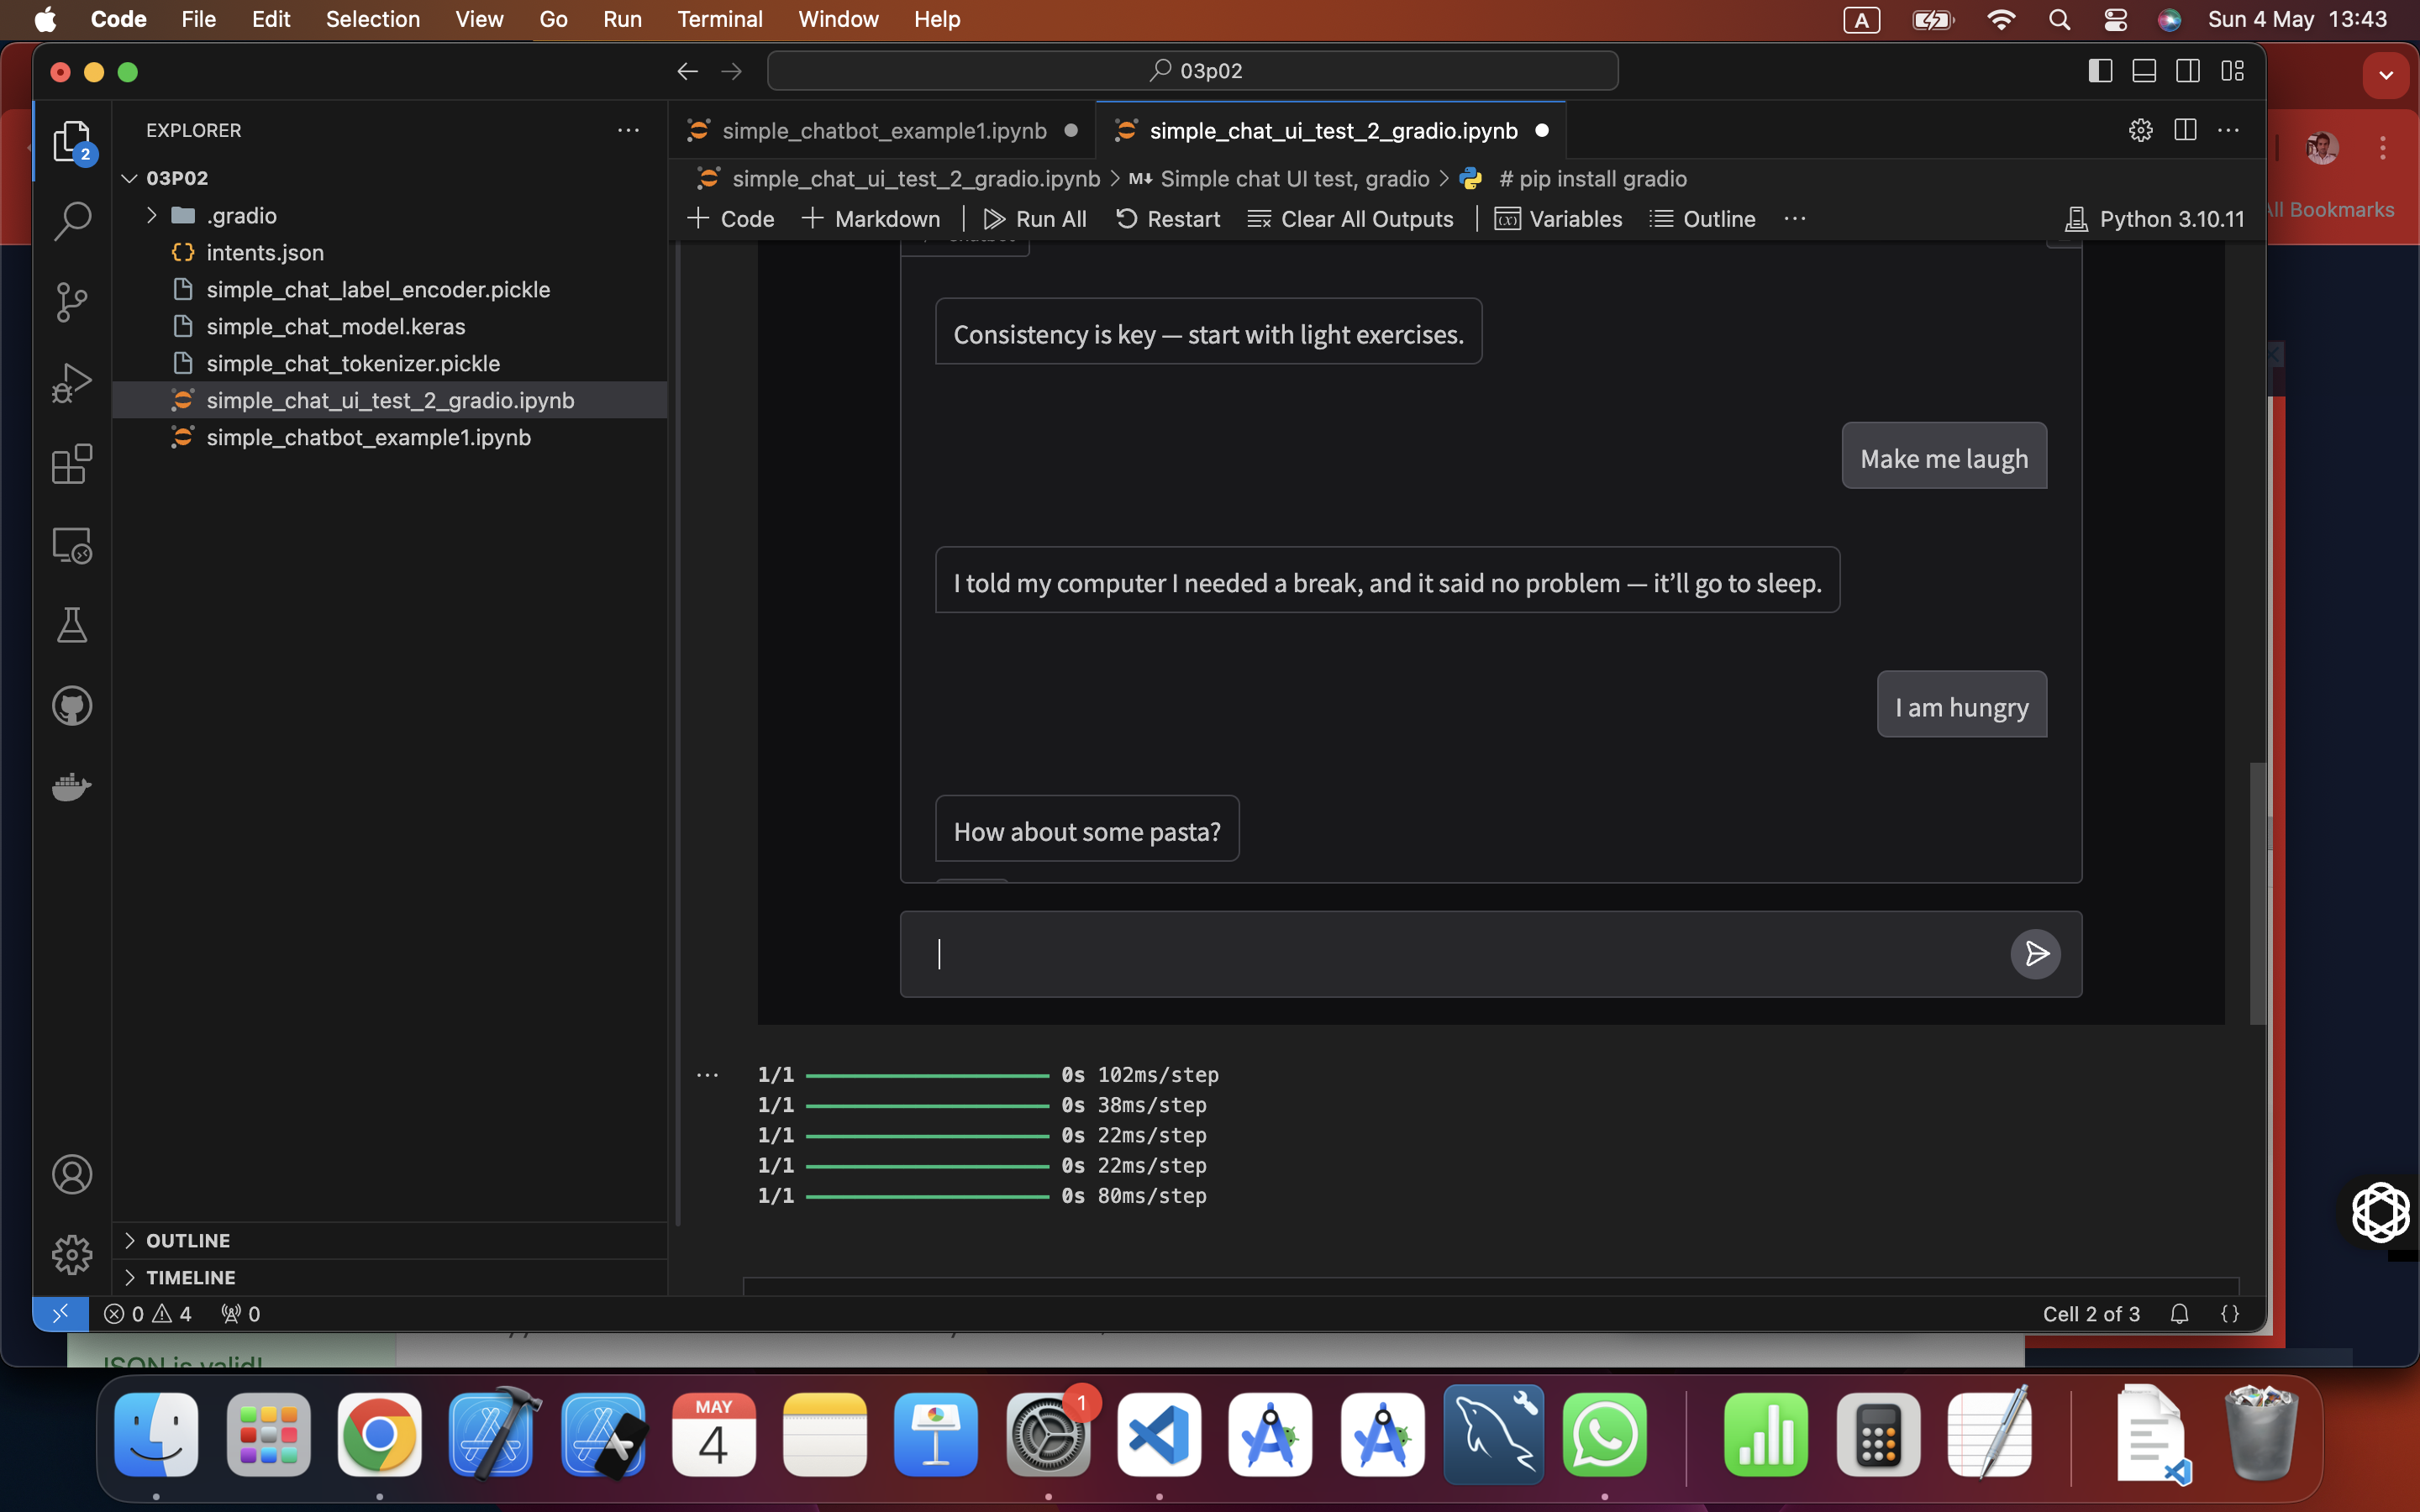 Code File Edit Selection View Go Run Terminal Window Help A Sun 4 May 13:43
03p02
All Bookmarks
EXPLORER
2
03P02
.gradio
{} intents.json
simple_chat_label_encoder.pickle
simple_chat_model.keras
simple_chat_tokenizer.pickle
simple_chat_ui_test_2_gradio.ipynb
simple_chatbot_example1.ipynb
OUTLINE
TIMELINE
simple_chatbot_example1.ipynb simple_chat_ui_test_2_gradio.ipynb
simple_chat_ui_test_2_gradio.ipynb > M↓ Simple chat UI test, gradio > # pip install gradio
+ Code + Markdown Run All Restart Clear All Outputs Variables Outline ... Python 3.10.11
Consistency is key — start with light exercises.
Make me laugh
I told my computer I needed a break, and it said no problem — it’ll go to sleep.
I am hungry
How about some pasta?
... 1/1 0s 102ms/step
1/1 0s 38ms/step
1/1 0s 22ms/step
1/1 0s 22ms/step
1/1 0s 80ms/step
0 4 0 Cell 2 of 3 {}
JSON is valid!
MAY
4
1